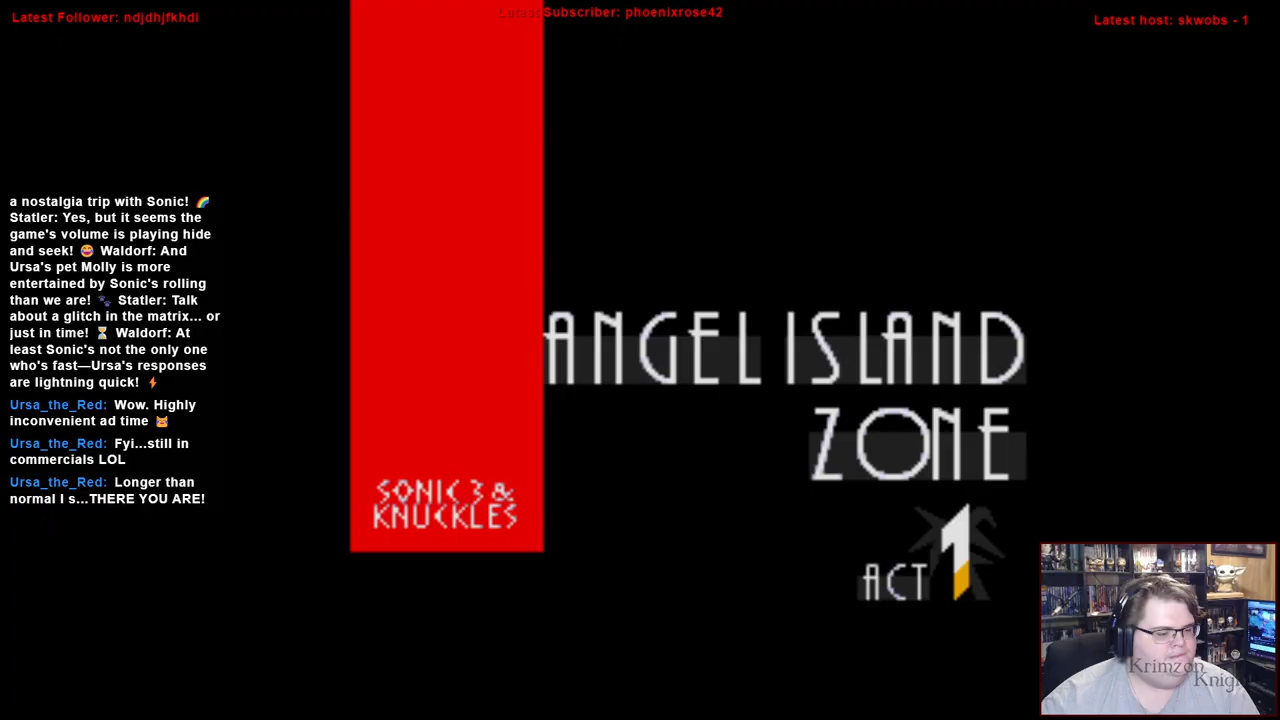 Latest Follower: ndjdhjfkhdi
Latest Subscriber: phoenixrose42
Latest host: skwobs - 1
a nostalgia trip with Sonic! 🌈
Statler: Yes, but it seems the
game's volume is playing hide
and seek! 😄 Waldorf: And
Ursa's pet Molly is more
entertained by Sonic's rolling
than we are! 🐾 Statler: Talk
about a glitch in the matrix... or
just in time! ⏳ Waldorf: At
least Sonic's not the only one
who's fast—Ursa's responses
are lightning quick! ⚡
Ursa_the_Red: Wow. Highly
inconvenient ad time 😹
Ursa_the_Red: Fyi...still in
commercials LOL
Ursa_the_Red: Longer than
normal I s...THERE YOU ARE!
SONIC 3 &
KNUCKLES
ANGEL ISLAND
ZONE
ACT 1
Krimzon
Knight